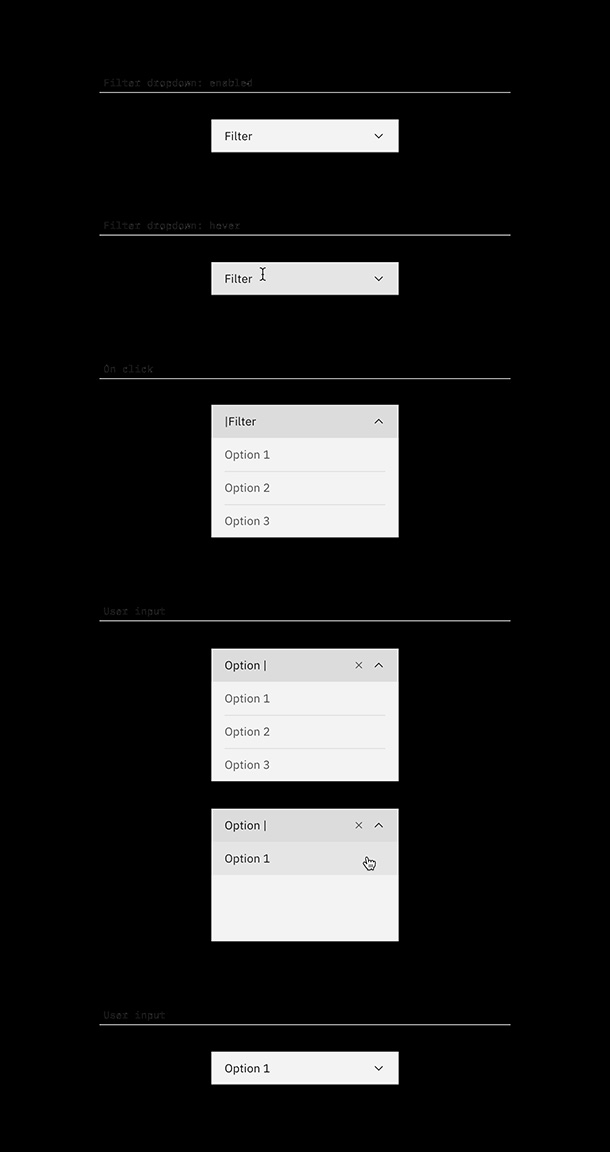 Filter dropdown: enabled
Filter
Filter dropdown: hover
Filter
On click
|Filter
Option 1
Option 2
Option 3
User input
Option |
Option 1
Option 2
Option 3
Option |
Option 1
User input
Option 1